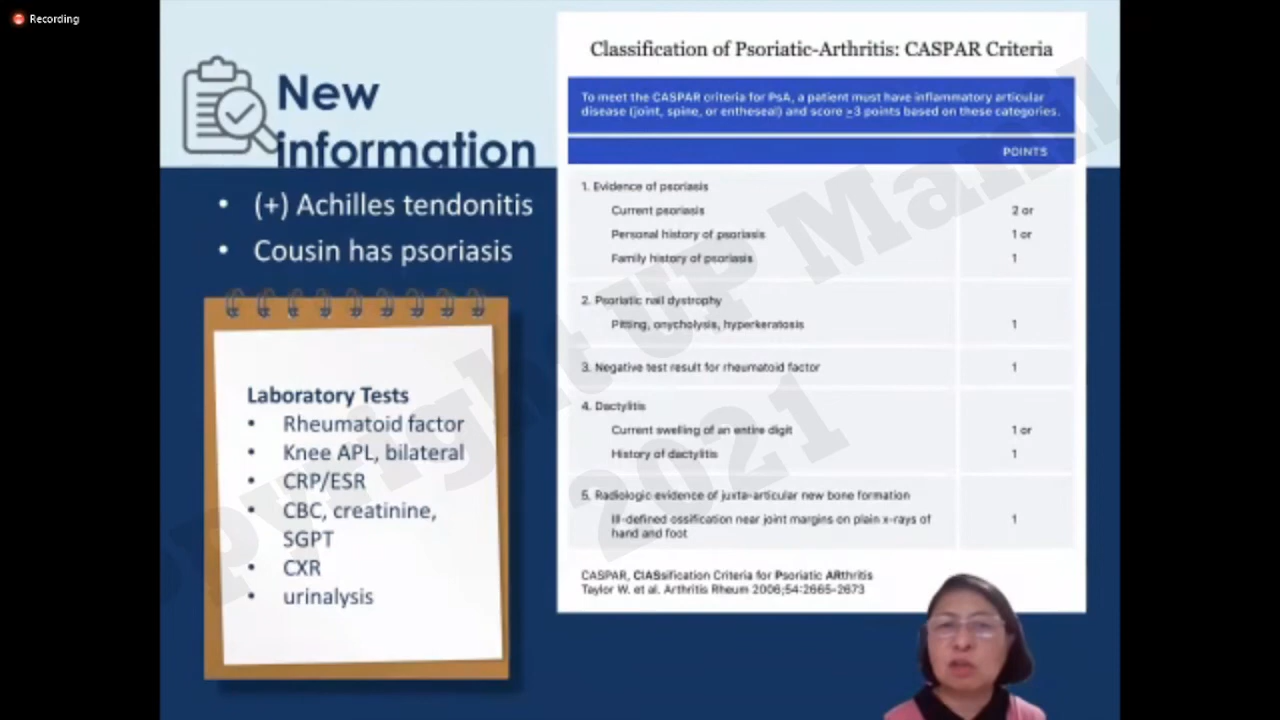 Recording
New
information
• (+) Achilles tendonitis
• Cousin has psoriasis
Laboratory Tests
• Rheumatoid factor
• Knee APL, bilateral
• CRP/ESR
• CBC, creatinine,
SGPT
• CXR
• urinalysis
Classification of Psoriatic-Arthritis: CASPAR Criteria
To meet the CASPAR criteria for PsA, a patient must have inflammatory articular
disease (joint, spine, or entheseal) and score ≥3 points based on these categories.
POINTS
1. Evidence of psoriasis
Current psoriasis 2 or
Personal history of psoriasis 1 or
Family history of psoriasis 1
2. Psoriatic nail dystrophy
Pitting, onycholysis, hyperkeratosis 1
3. Negative test result for rheumatoid factor 1
4. Dactylitis
Current swelling of an entire digit 1 or
History of dactylitis 1
5. Radiologic evidence of juxta-articular new bone formation
Ill-defined ossification near joint margins on plain x-rays of 1
hand and foot
CASPAR, ClASsification Criteria for Psoriatic ARthritis
Taylor W. et al. Arthritis Rheum 2006;54:2665-2673
Copyright UP Manila
2021